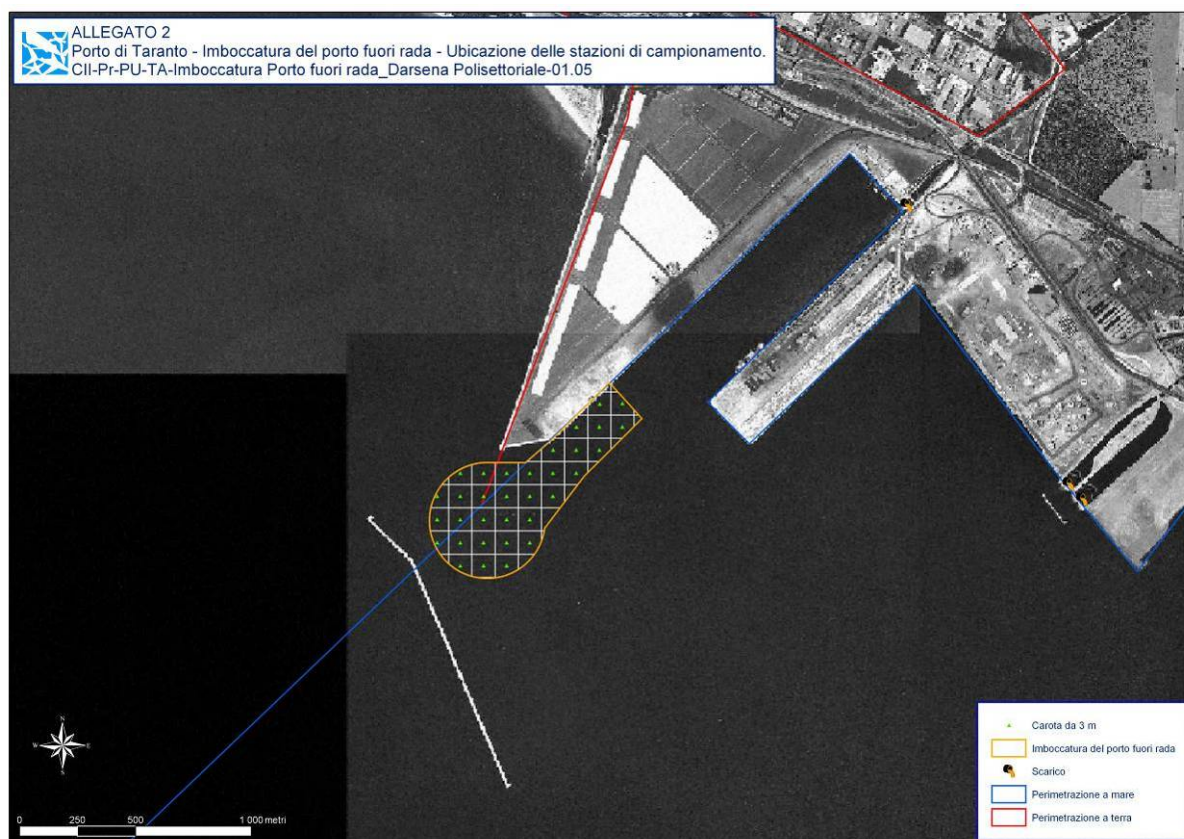 ALLEGATO 2
Porto di Taranto - Imboccatura del porto fuori rada - Ubicazione delle stazioni di campionamento.
CII-Pr-PU-TA-Imboccatura Porto fuori rada_Darsena Polisettoriale-01.05
N
W
E
S
0 250 500 1 000 metri
Carota da 3 m
Imboccatura del porto fuori rada
Scarico
Perimetrazione a mare
Perimetrazione a terra